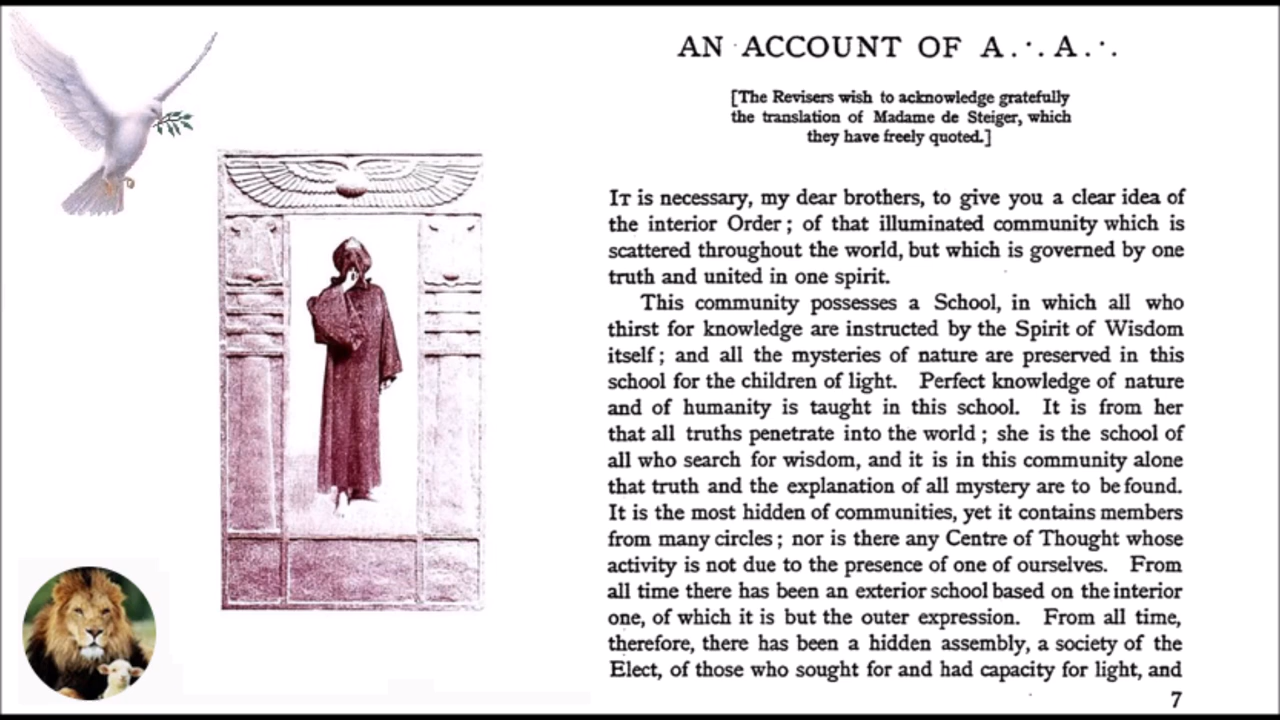 AN ACCOUNT OF A.∴.A.∴.
[The Revisers wish to acknowledge gratefully
the translation of Madame de Steiger, which
they have freely quoted.]
IT is necessary, my dear brothers, to give you a clear idea of
the interior Order; of that illuminated community which is
scattered throughout the world, but which is governed by one
truth and united in one spirit.
This community possesses a School, in which all who
thirst for knowledge are instructed by the Spirit of Wisdom
itself; and all the mysteries of nature are preserved in this
school for the children of light. Perfect knowledge of nature
and of humanity is taught in this school. It is from her
that all truths penetrate into the world; she is the school of
all who search for wisdom, and it is in this community alone
that truth and the explanation of all mystery are to be found.
It is the most hidden of communities, yet it contains members
from many circles; nor is there any Centre of Thought whose
activity is not due to the presence of one of ourselves. From
all time there has been an exterior school based on the interior
one, of which it is but the outer expression. From all time,
therefore, there has been a hidden assembly, a society of the
Elect, of those who sought for and had capacity for light, and
7